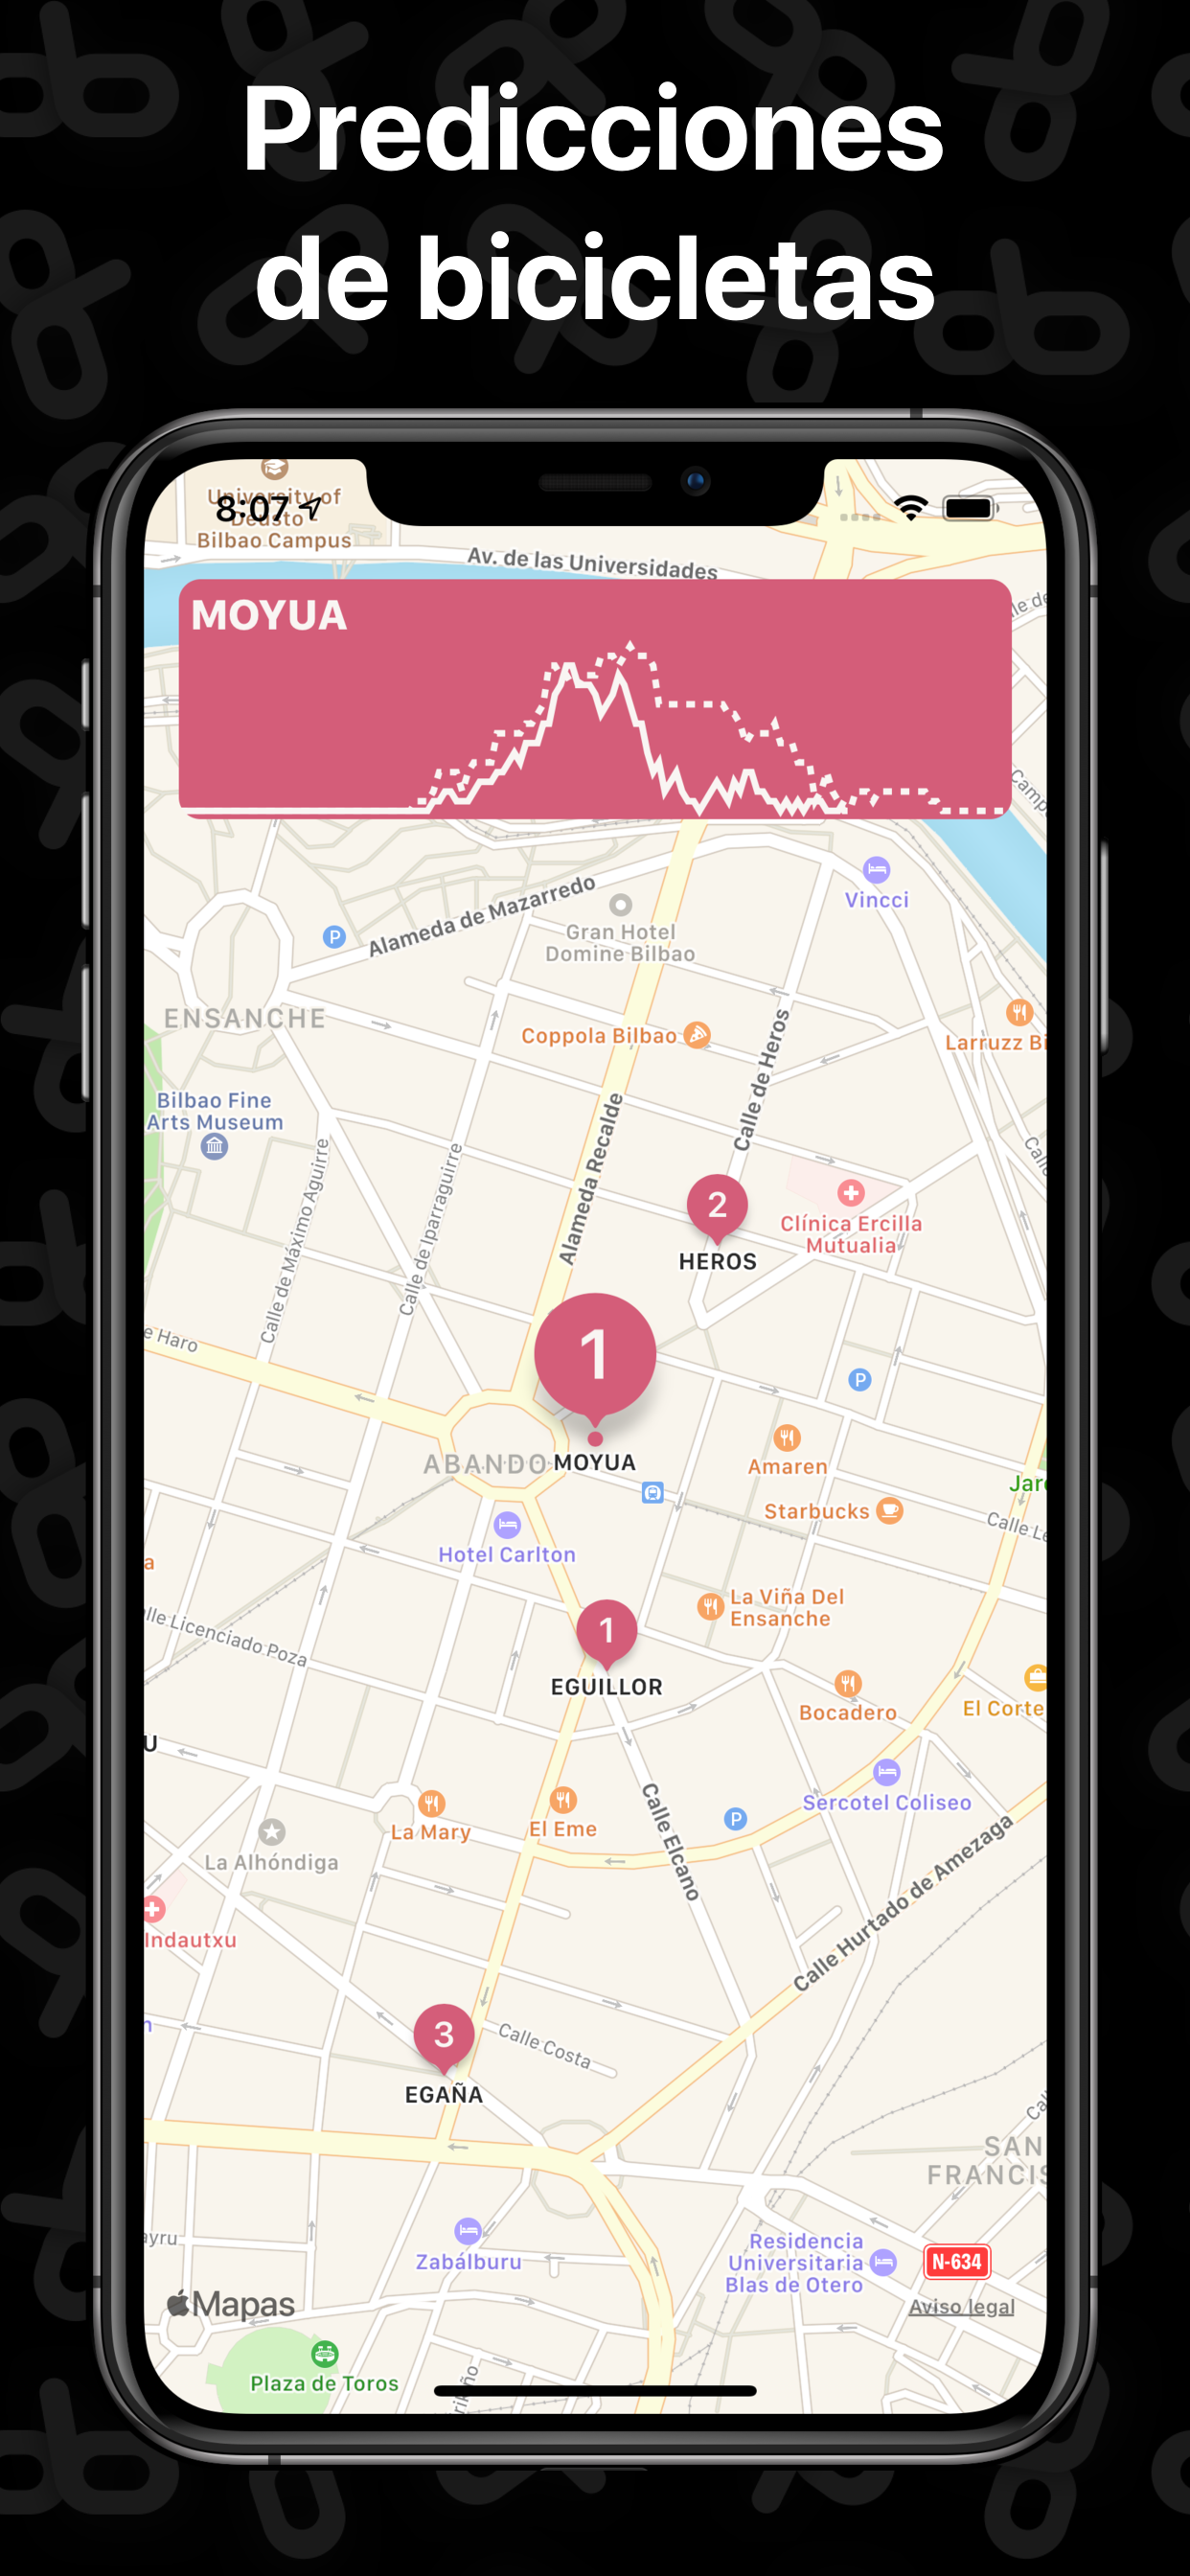 Predicciones
de bicicletas
University of
8:07
Deusto -
Bilbao Campus
Av. de las Universidades
MOYUA
Vincci
Alameda de Mazarredo
P
Gran Hotel
Domine Bilbao
ENSANCHE
Coppola Bilbao
Calle de Heros
Larruzz Bi
Bilbao Fine
Arts Museum
Alameda Recalde
Calle de Máximo Aguirre
Calle de Iparraguirre
2
HEROS
Clínica Ercilla
Mutualia
e Haro
1
P
ABANDO
MOYUA
Amaren
Jar
Starbucks
Calle Le
Hotel Carlton
a
La Viña Del
Ensanche
1
EGUILLOR
lle Licenciado Poza
Bocadero
El Corte
U
Sercotel Coliseo
La Mary
El Eme
P
Calle Elcano
La Alhóndiga
Calle Hurtado de Amezaga
Indautxu
n
3
Calle Costa
EGAÑA
SAN
FRANCIS
ayru
Zabálburu
Residencia
Universitaria
Blas de Otero
N-634
Mapas
Aviso legal
Plaza de Toros